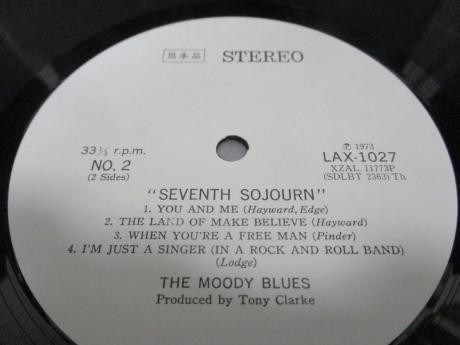 見本品 STEREO
33⅓ r.p.m.
NO. 2
(2 Sides)
Ⓟ 1973
LAX-1027
XZAL. 11773P
(SDLBT 2363) Th
"SEVENTH SOJOURN"
1. YOU AND ME (Hayward, Edge)
2. THE LAND OF MAKE BELIEVE (Hayward)
3. WHEN YOU'RE A FREE MAN (Pinder)
4. I'M JUST A SINGER (IN A ROCK AND ROLL BAND)
(Lodge)
THE MOODY BLUES
Produced by Tony Clarke